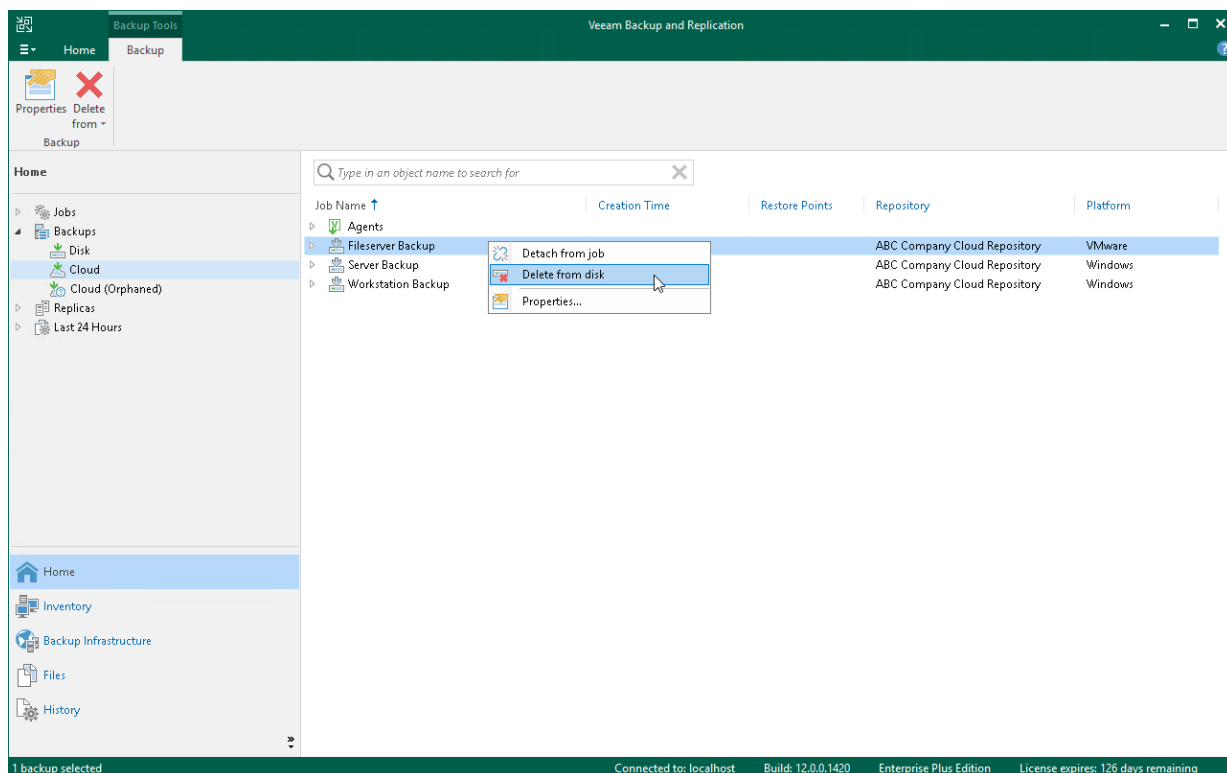 Backup Tools
Veeam Backup and Replication
Home Backup
Properties Delete from
Backup
Home
Type in an object name to search for
Job Name Creation Time Restore Points Repository Platform
Jobs
Backups
Disk
Cloud
Cloud (Orphaned)
Replicas
Last 24 Hours
Agents
Fileserver Backup ABC Company Cloud Repository VMware
Server Backup ABC Company Cloud Repository Windows
Workstation Backup ABC Company Cloud Repository Windows
Detach from job
Delete from disk
Properties...
Home
Inventory
Backup Infrastructure
Files
History
1 backup selected Connected to: localhost Build: 12.0.0.1420 Enterprise Plus Edition License expires: 126 days remaining